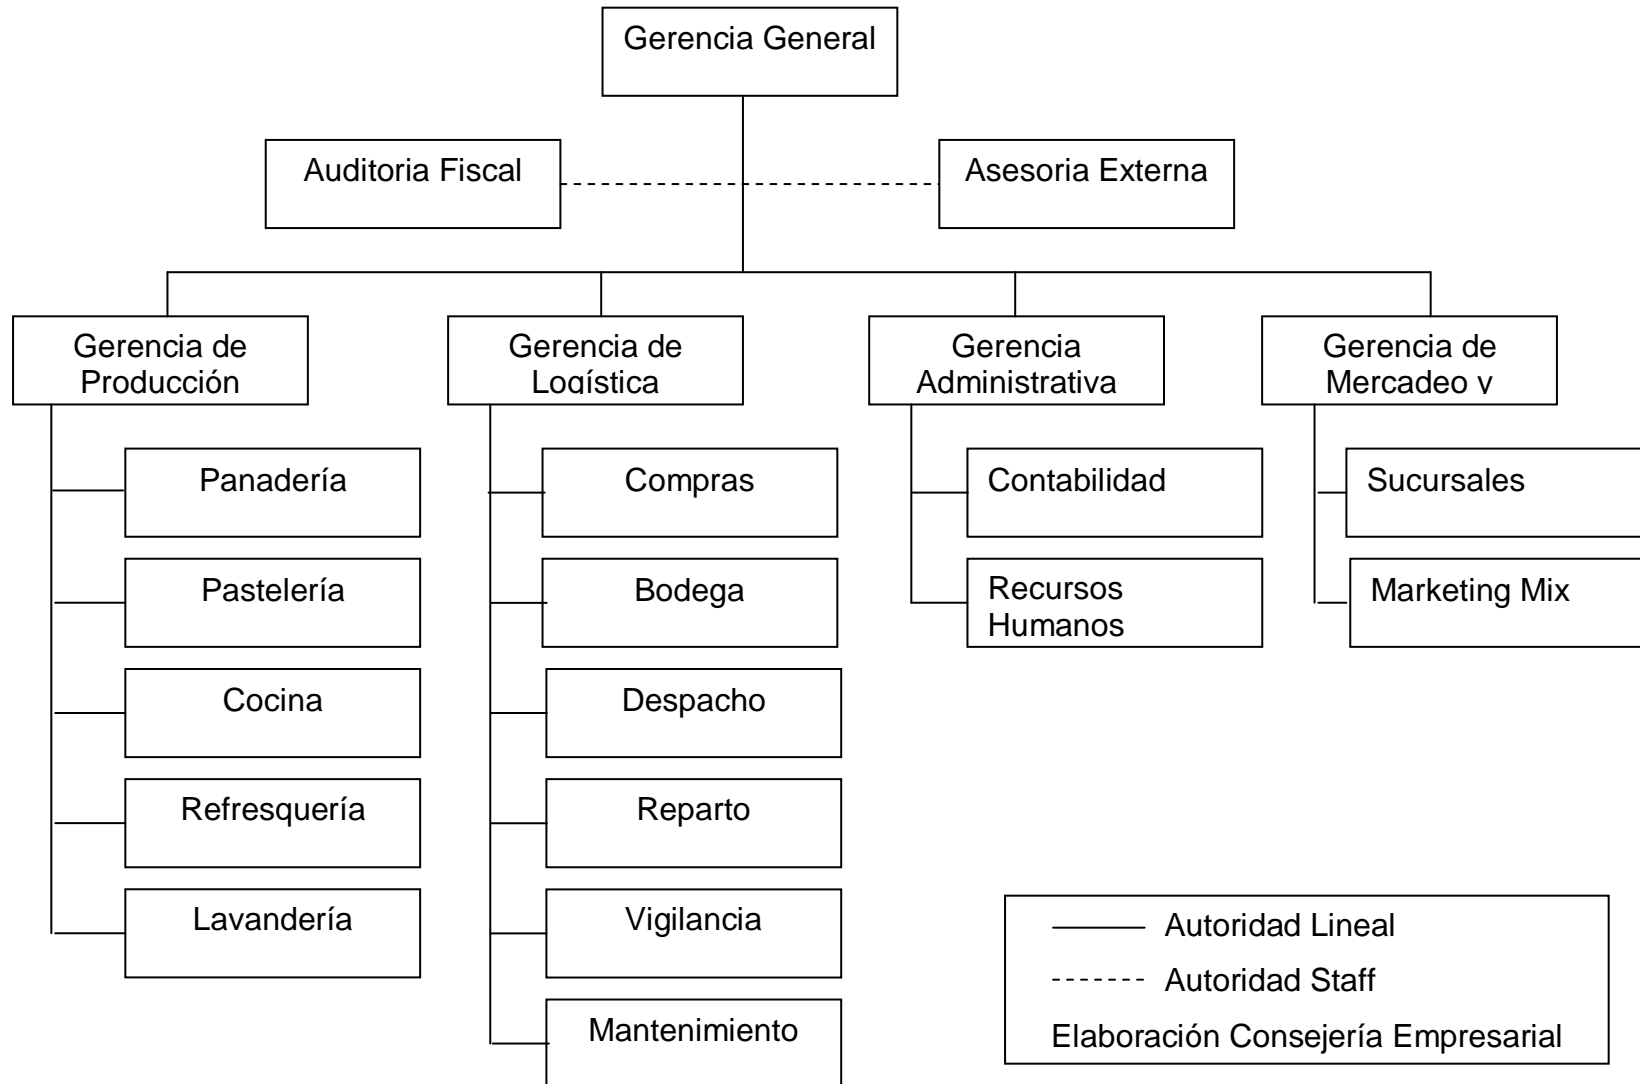 Gerencia General
Auditoria Fiscal
Asesoria Externa
Gerencia de
Producción
Gerencia de
Logística
Gerencia
Administrativa
Gerencia de
Mercadeo y
Panadería
Pastelería
Cocina
Refresquería
Lavandería
Compras
Bodega
Despacho
Reparto
Vigilancia
Mantenimiento
Contabilidad
Recursos
Humanos
Sucursales
Marketing Mix
Autoridad Lineal
Autoridad Staff
Elaboración Consejería Empresarial